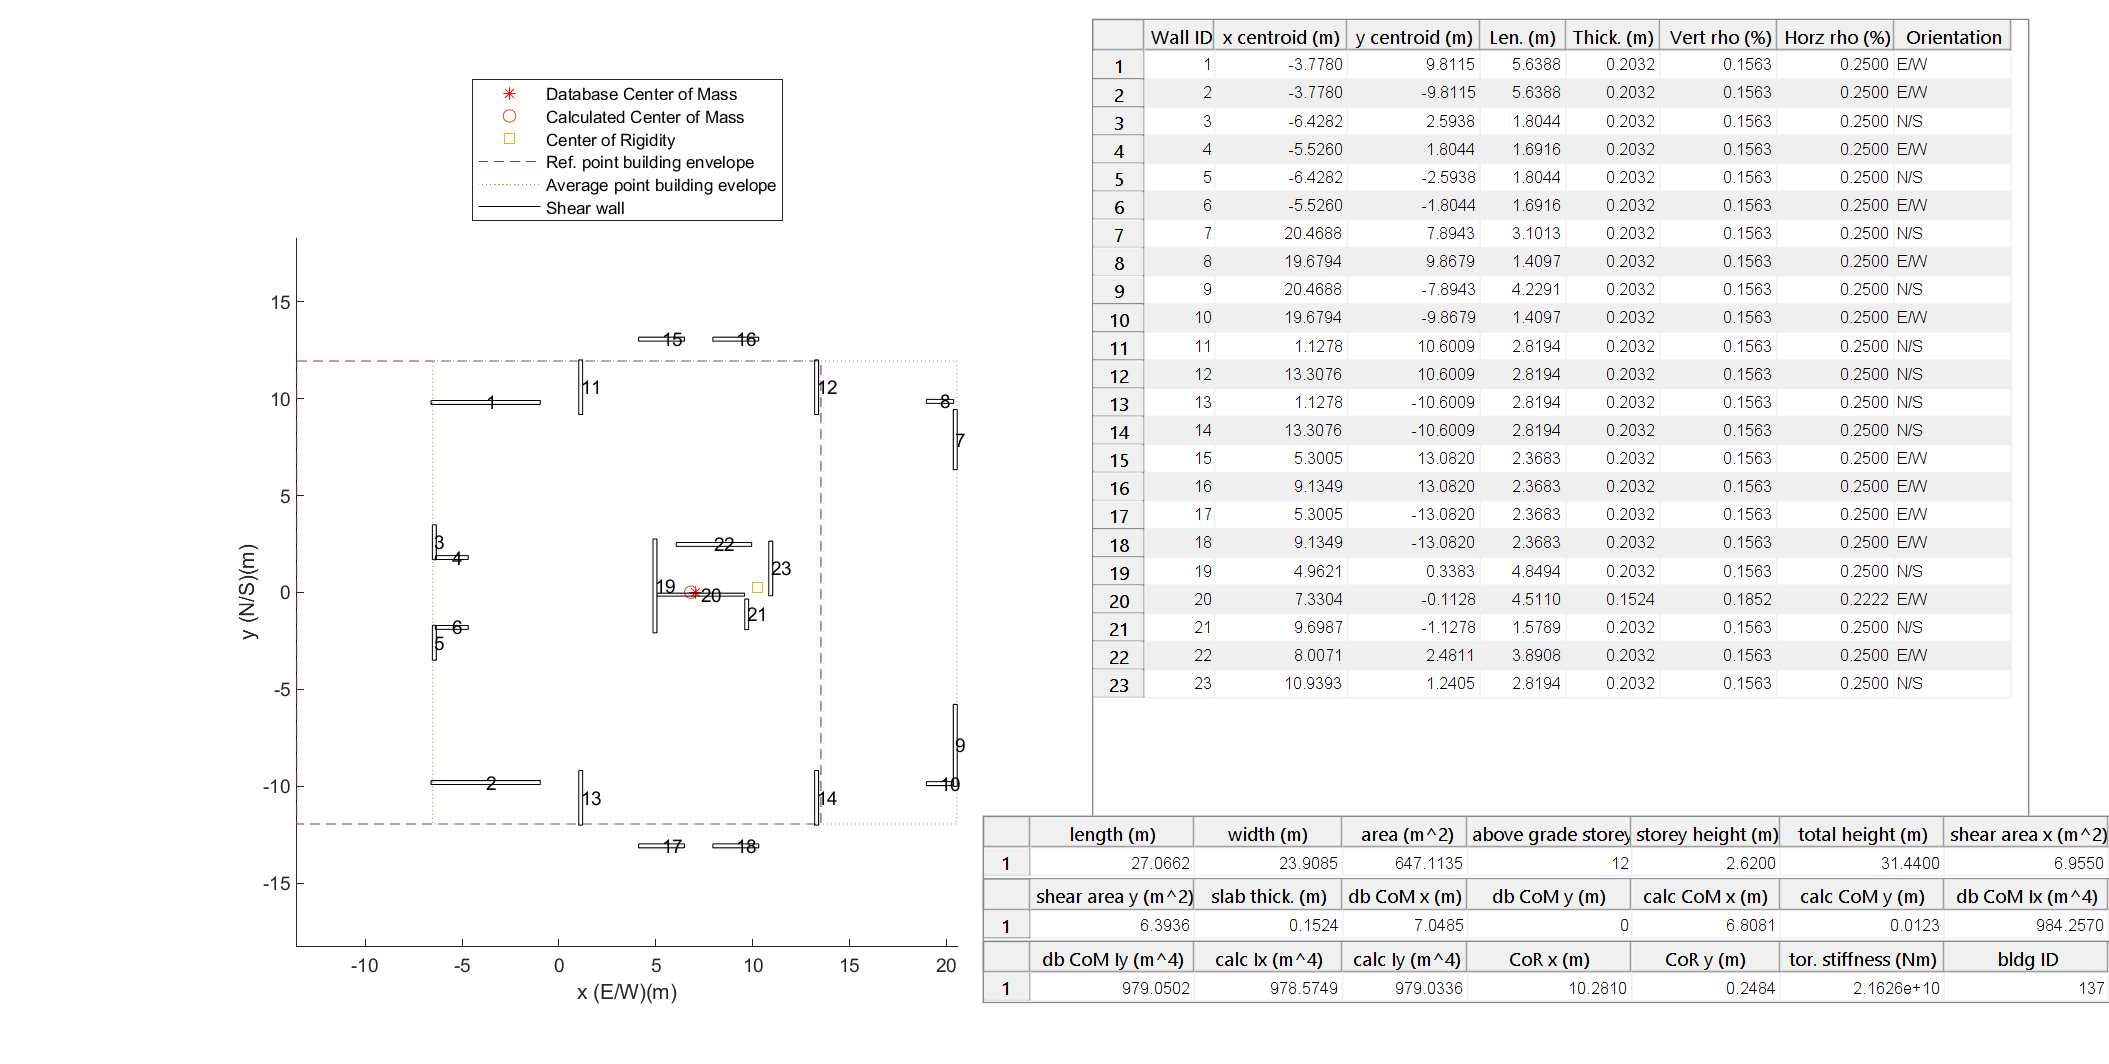 Database Center of Mass
Calculated Center of Mass
Center of Rigidity
Ref. point building envelope
Average point building evelope
Shear wall
15
10
5
0
-5
-10
-15
y (N/S)(m)
-10 -5 0 5 10 15 20
x (E/W)(m)
15 16
11 12
1 8
7
3
4
22
23
19 20
21
6
5
9
2 10
13 14
17 18
Wall ID x centroid (m) y centroid (m) Len. (m) Thick. (m) Vert rho (%) Horz rho (%) Orientation
1 1 -3.7780 9.8115 5.6388 0.2032 0.1563 0.2500 E/W
2 2 -3.7780 -9.8115 5.6388 0.2032 0.1563 0.2500 E/W
3 3 -6.4282 2.5938 1.8044 0.2032 0.1563 0.2500 N/S
4 4 -5.5260 1.8044 1.6916 0.2032 0.1563 0.2500 E/W
5 5 -6.4282 -2.5938 1.8044 0.2032 0.1563 0.2500 N/S
6 6 -5.5260 -1.8044 1.6916 0.2032 0.1563 0.2500 E/W
7 7 20.4688 7.8943 3.1013 0.2032 0.1563 0.2500 N/S
8 8 19.6794 9.8679 1.4097 0.2032 0.1563 0.2500 E/W
9 9 20.4688 -7.8943 4.2291 0.2032 0.1563 0.2500 N/S
10 10 19.6794 -9.8679 1.4097 0.2032 0.1563 0.2500 E/W
11 11 1.1278 10.6009 2.8194 0.2032 0.1563 0.2500 N/S
12 12 13.3076 10.6009 2.8194 0.2032 0.1563 0.2500 N/S
13 13 1.1278 -10.6009 2.8194 0.2032 0.1563 0.2500 N/S
14 14 13.3076 -10.6009 2.8194 0.2032 0.1563 0.2500 N/S
15 15 5.3005 13.0820 2.3683 0.2032 0.1563 0.2500 E/W
16 16 9.1349 13.0820 2.3683 0.2032 0.1563 0.2500 E/W
17 17 5.3005 -13.0820 2.3683 0.2032 0.1563 0.2500 E/W
18 18 9.1349 -13.0820 2.3683 0.2032 0.1563 0.2500 E/W
19 19 4.9621 0.3383 4.8494 0.2032 0.1563 0.2500 N/S
20 20 7.3304 -0.1128 4.5110 0.1524 0.1852 0.2222 E/W
21 21 9.6987 -1.1278 1.5789 0.2032 0.1563 0.2500 N/S
22 22 8.0071 2.4811 3.8908 0.2032 0.1563 0.2500 E/W
23 23 10.9393 1.2405 2.8194 0.2032 0.1563 0.2500 N/S
length (m) width (m) area (m^2) above grade storey storey height (m) total height (m) shear area x (m^2)
1 27.0662 23.9085 647.1135 12 2.6200 31.4400 6.9550
shear area y (m^2) slab thick. (m) db CoM x (m) db CoM y (m) calc CoM x (m) calc CoM y (m) db CoM Ix (m^4)
1 6.3936 0.1524 7.0485 0 6.8081 0.0123 984.2570
db CoM Iy (m^4) calc Ix (m^4) calc Iy (m^4) CoR x (m) CoR y (m) tor. stiffness (Nm) bldg ID
1 979.0502 978.5749 979.0336 10.2810 0.2484 2.1626e+10 137